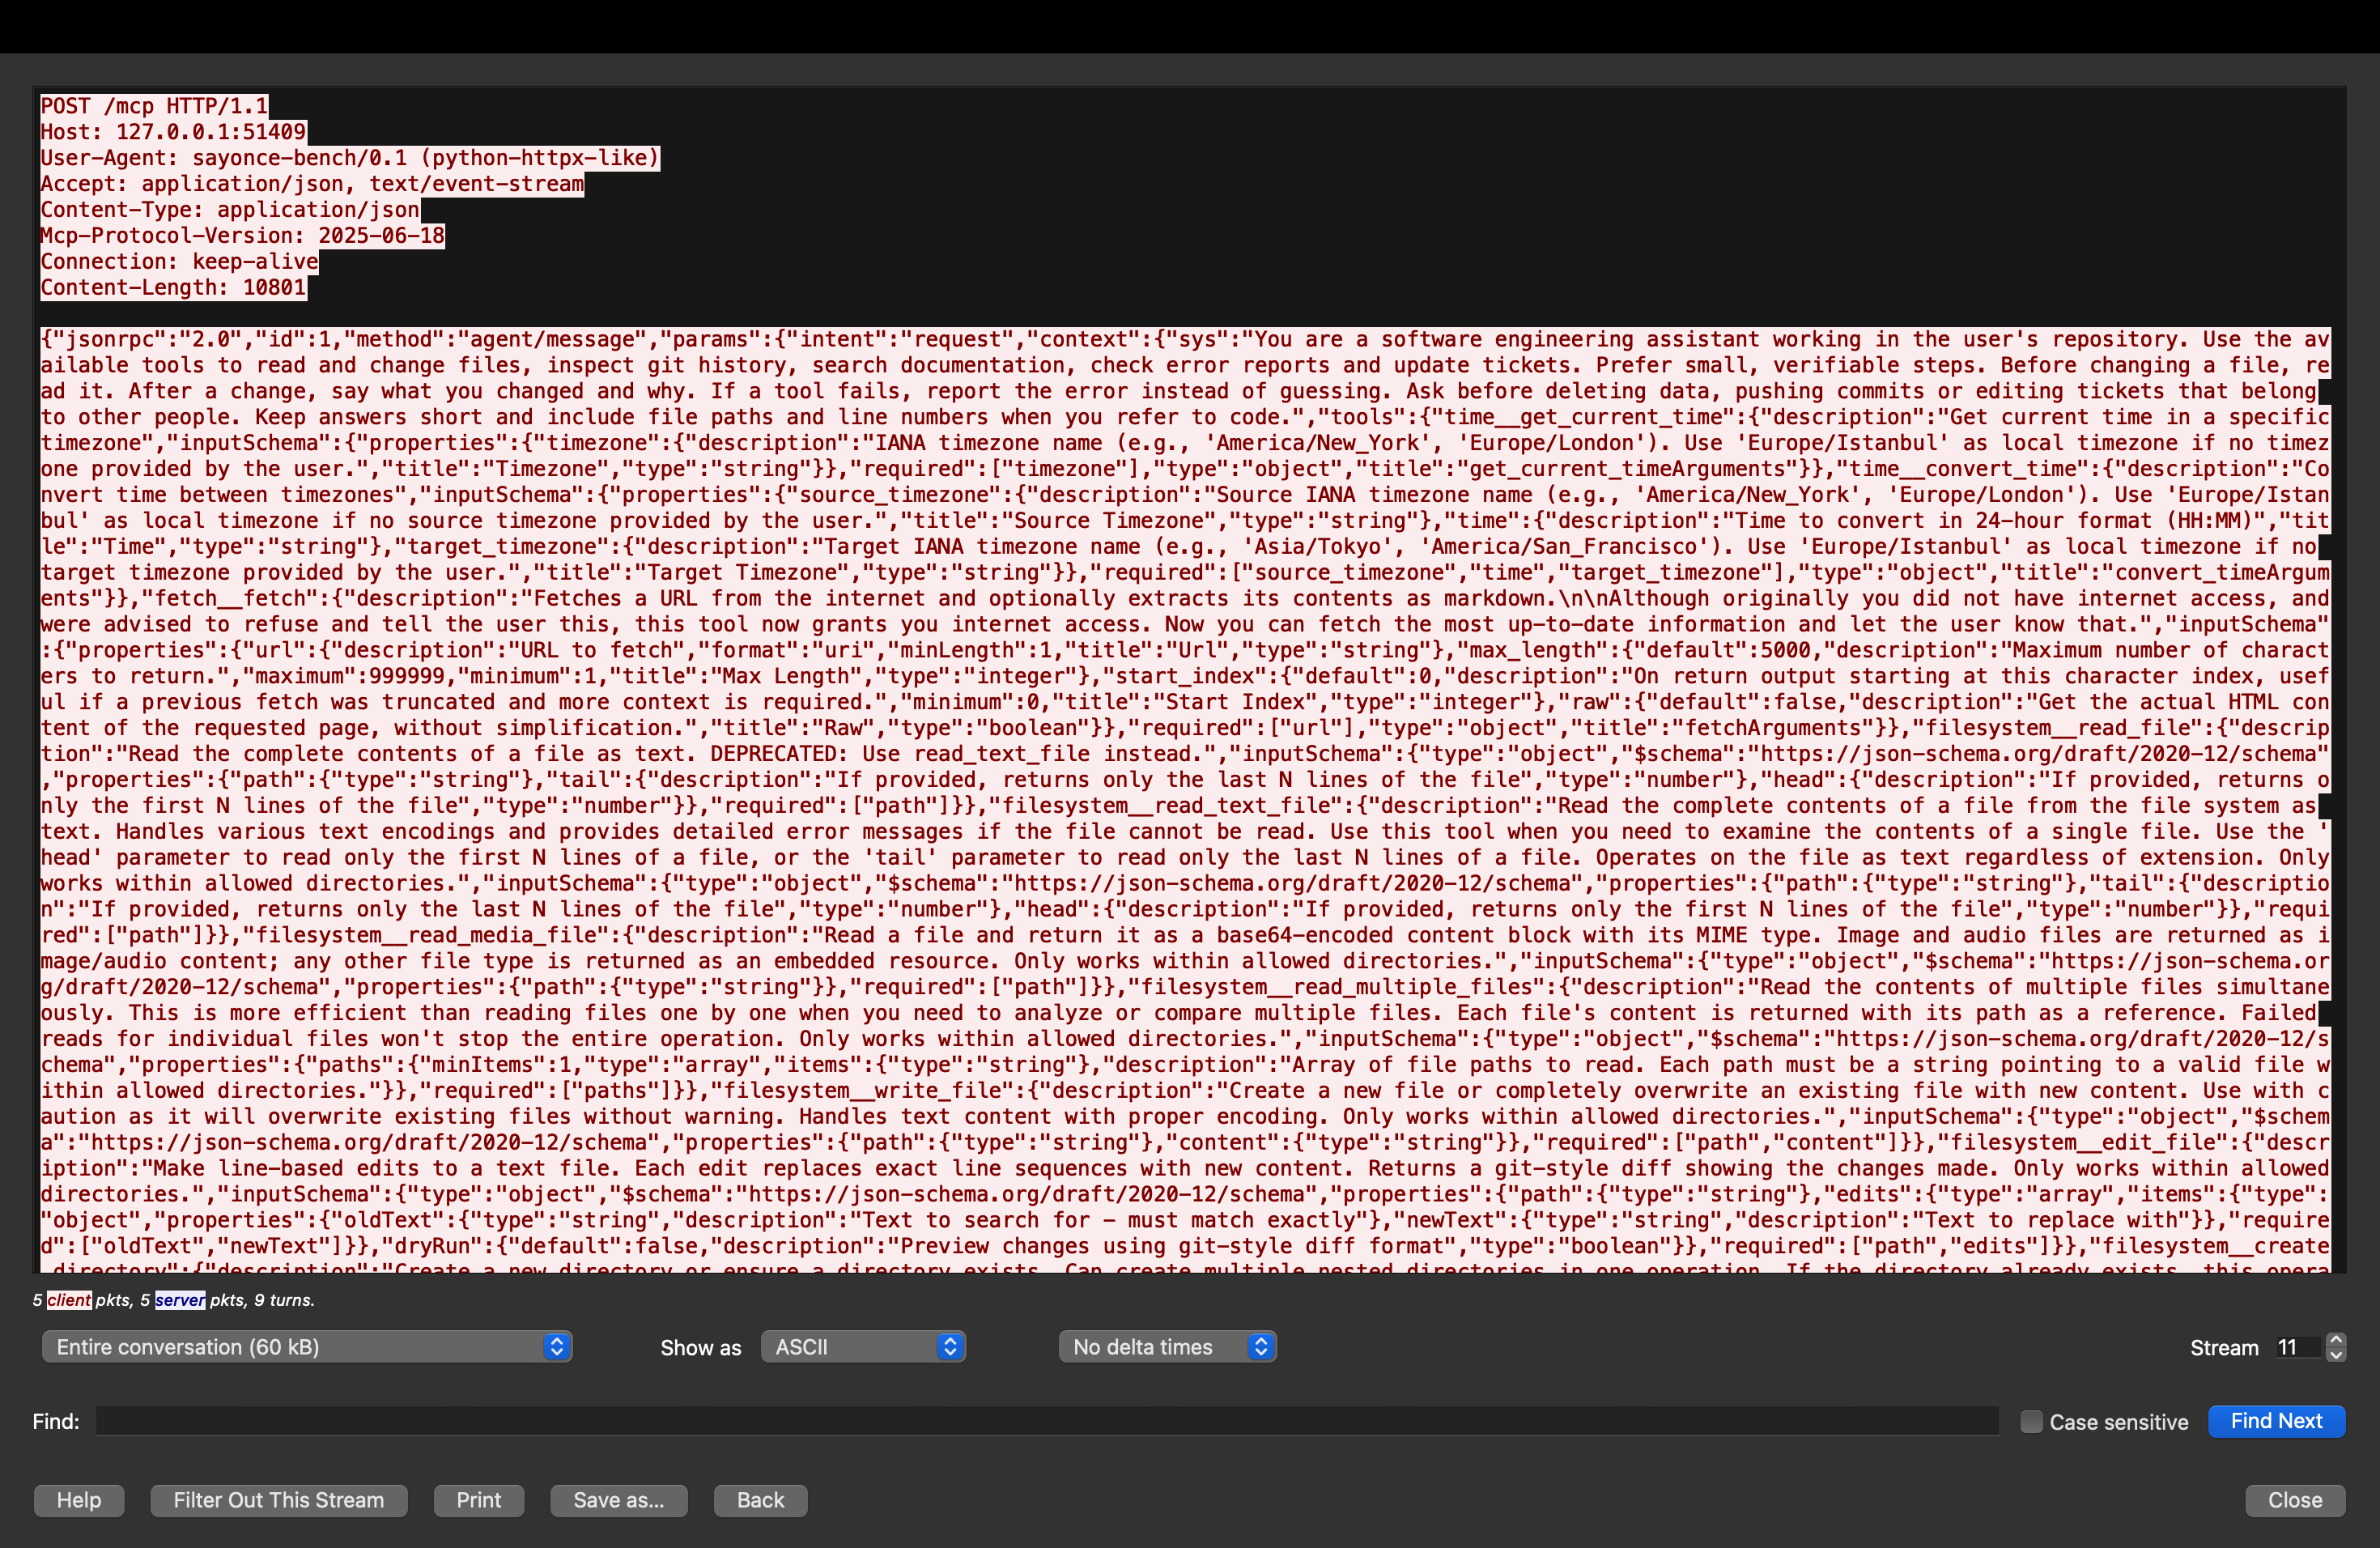 POST /mcp HTTP/1.1
Host: 127.0.0.1:51409
User-Agent: sayonce-bench/0.1 (python-httpx-like)
Accept: application/json, text/event-stream
Content-Type: application/json
Mcp-Protocol-Version: 2025-06-18
Connection: keep-alive
Content-Length: 10801
{"jsonrpc":"2.0","id":1,"method":"agent/message","params":{"intent":"request","context":{"sys":"You are a software engineering assistant working in the user's repository. Use the av
ailable tools to read and change files, inspect git history, search documentation, check error reports and update tickets. Prefer small, verifiable steps. Before changing a file, re
ad it. After a change, say what you changed and why. If a tool fails, report the error instead of guessing. Ask before deleting data, pushing commits or editing tickets that belong
to other people. Keep answers short and include file paths and line numbers when you refer to code.","tools":{"time__get_current_time":{"description":"Get current time in a specific
timezone","inputSchema":{"properties":{"timezone":{"description":"IANA timezone name (e.g., 'America/New_York', 'Europe/London'). Use 'Europe/Istanbul' as local timezone if no timez
one provided by the user.","title":"Timezone","type":"string"}},"required":["timezone"],"type":"object","title":"get_current_timeArguments"}},"time__convert_time":{"description":"Co
nvert time between timezones","inputSchema":{"properties":{"source_timezone":{"description":"Source IANA timezone name (e.g., 'America/New_York', 'Europe/London'). Use 'Europe/Istan
bul' as local timezone if no source timezone provided by the user.","title":"Source Timezone","type":"string"},"time":{"description":"Time to convert in 24-hour format (HH:MM)","tit
le":"Time","type":"string"},"target_timezone":{"description":"Target IANA timezone name (e.g., 'Asia/Tokyo', 'America/San_Francisco'). Use 'Europe/Istanbul' as local timezone if no
target timezone provided by the user.","title":"Target Timezone","type":"string"}},"required":["source_timezone","time","target_timezone"],"type":"object","title":"convert_timeArgum
ents"}},"fetch__fetch":{"description":"Fetches a URL from the internet and optionally extracts its contents as markdown.\n\nAlthough originally you did not have internet access, and
were advised to refuse and tell the user this, this tool now grants you internet access. Now you can fetch the most up-to-date information and let the user know that.","inputSchema"
:{"properties":{"url":{"description":"URL to fetch","format":"uri","minLength":1,"title":"Url","type":"string"},"max_length":{"default":5000,"description":"Maximum number of charact
ers to return.","maximum":999999,"minimum":1,"title":"Max Length","type":"integer"},"start_index":{"default":0,"description":"On return output starting at this character index, usef
ul if a previous fetch was truncated and more context is required.","minimum":0,"title":"Start Index","type":"integer"},"raw":{"default":false,"description":"Get the actual HTML con
tent of the requested page, without simplification.","title":"Raw","type":"boolean"}},"required":["url"],"type":"object","title":"fetchArguments"}},"filesystem__read_file":{"descrip
tion":"Read the complete contents of a file as text. DEPRECATED: Use read_text_file instead.","inputSchema":{"type":"object","$schema":"https://json-schema.org/draft/2020-12/schema"
,"properties":{"path":{"type":"string"},"tail":{"description":"If provided, returns only the last N lines of the file","type":"number"},"head":{"description":"If provided, returns o
nly the first N lines of the file","type":"number"}},"required":["path"]}},"filesystem__read_text_file":{"description":"Read the complete contents of a file from the file system as
text. Handles various text encodings and provides detailed error messages if the file cannot be read. Use this tool when you need to examine the contents of a single file. Use the '
head' parameter to read only the first N lines of a file, or the 'tail' parameter to read only the last N lines of a file. Operates on the file as text regardless of extension. Only
works within allowed directories.","inputSchema":{"type":"object","$schema":"https://json-schema.org/draft/2020-12/schema","properties":{"path":{"type":"string"},"tail":{"descriptio
n":"If provided, returns only the last N lines of the file","type":"number"},"head":{"description":"If provided, returns only the first N lines of the file","type":"number"}},"requi
red":["path"]}},"filesystem__read_media_file":{"description":"Read a file and return it as a base64-encoded content block with its MIME type. Image and audio files are returned as i
mage/audio content; any other file type is returned as an embedded resource. Only works within allowed directories.","inputSchema":{"type":"object","$schema":"https://json-schema.or
g/draft/2020-12/schema","properties":{"path":{"type":"string"}},"required":["path"]}},"filesystem__read_multiple_files":{"description":"Read the contents of multiple files simultane
ously. This is more efficient than reading files one by one when you need to analyze or compare multiple files. Each file's content is returned with its path as a reference. Failed
reads for individual files won't stop the entire operation. Only works within allowed directories.","inputSchema":{"type":"object","$schema":"https://json-schema.org/draft/2020-12/s
chema","properties":{"paths":{"minItems":1,"type":"array","items":{"type":"string"},"description":"Array of file paths to read. Each path must be a string pointing to a valid file w
ithin allowed directories."}},"required":["paths"]}},"filesystem__write_file":{"description":"Create a new file or completely overwrite an existing file with new content. Use with c
aution as it will overwrite existing files without warning. Handles text content with proper encoding. Only works within allowed directories.","inputSchema":{"type":"object","$schem
a":"https://json-schema.org/draft/2020-12/schema","properties":{"path":{"type":"string"},"content":{"type":"string"}},"required":["path","content"]}},"filesystem__edit_file":{"descr
iption":"Make line-based edits to a text file. Each edit replaces exact line sequences with new content. Returns a git-style diff showing the changes made. Only works within allowed
directories.","inputSchema":{"type":"object","$schema":"https://json-schema.org/draft/2020-12/schema","properties":{"path":{"type":"string"},"edits":{"type":"array","items":{"type":
"object","properties":{"oldText":{"type":"string","description":"Text to search for - must match exactly"},"newText":{"type":"string","description":"Text to replace with"}},"require
d":["oldText","newText"]}},"dryRun":{"default":false,"description":"Preview changes using git-style diff format","type":"boolean"}},"required":["path","edits"]}},"filesystem__create
_directory":{"description":"Create a new directory or ensure a directory exists. Can create multiple nested directories in one operation. If the directory already exists, this opera
5 client pkts, 5 server pkts, 9 turns.
Entire conversation (60 kB)
Show as
ASCII
No delta times
Stream
11
Find:
Case sensitive
Find Next
Help
Filter Out This Stream
Print
Save as...
Back
Close